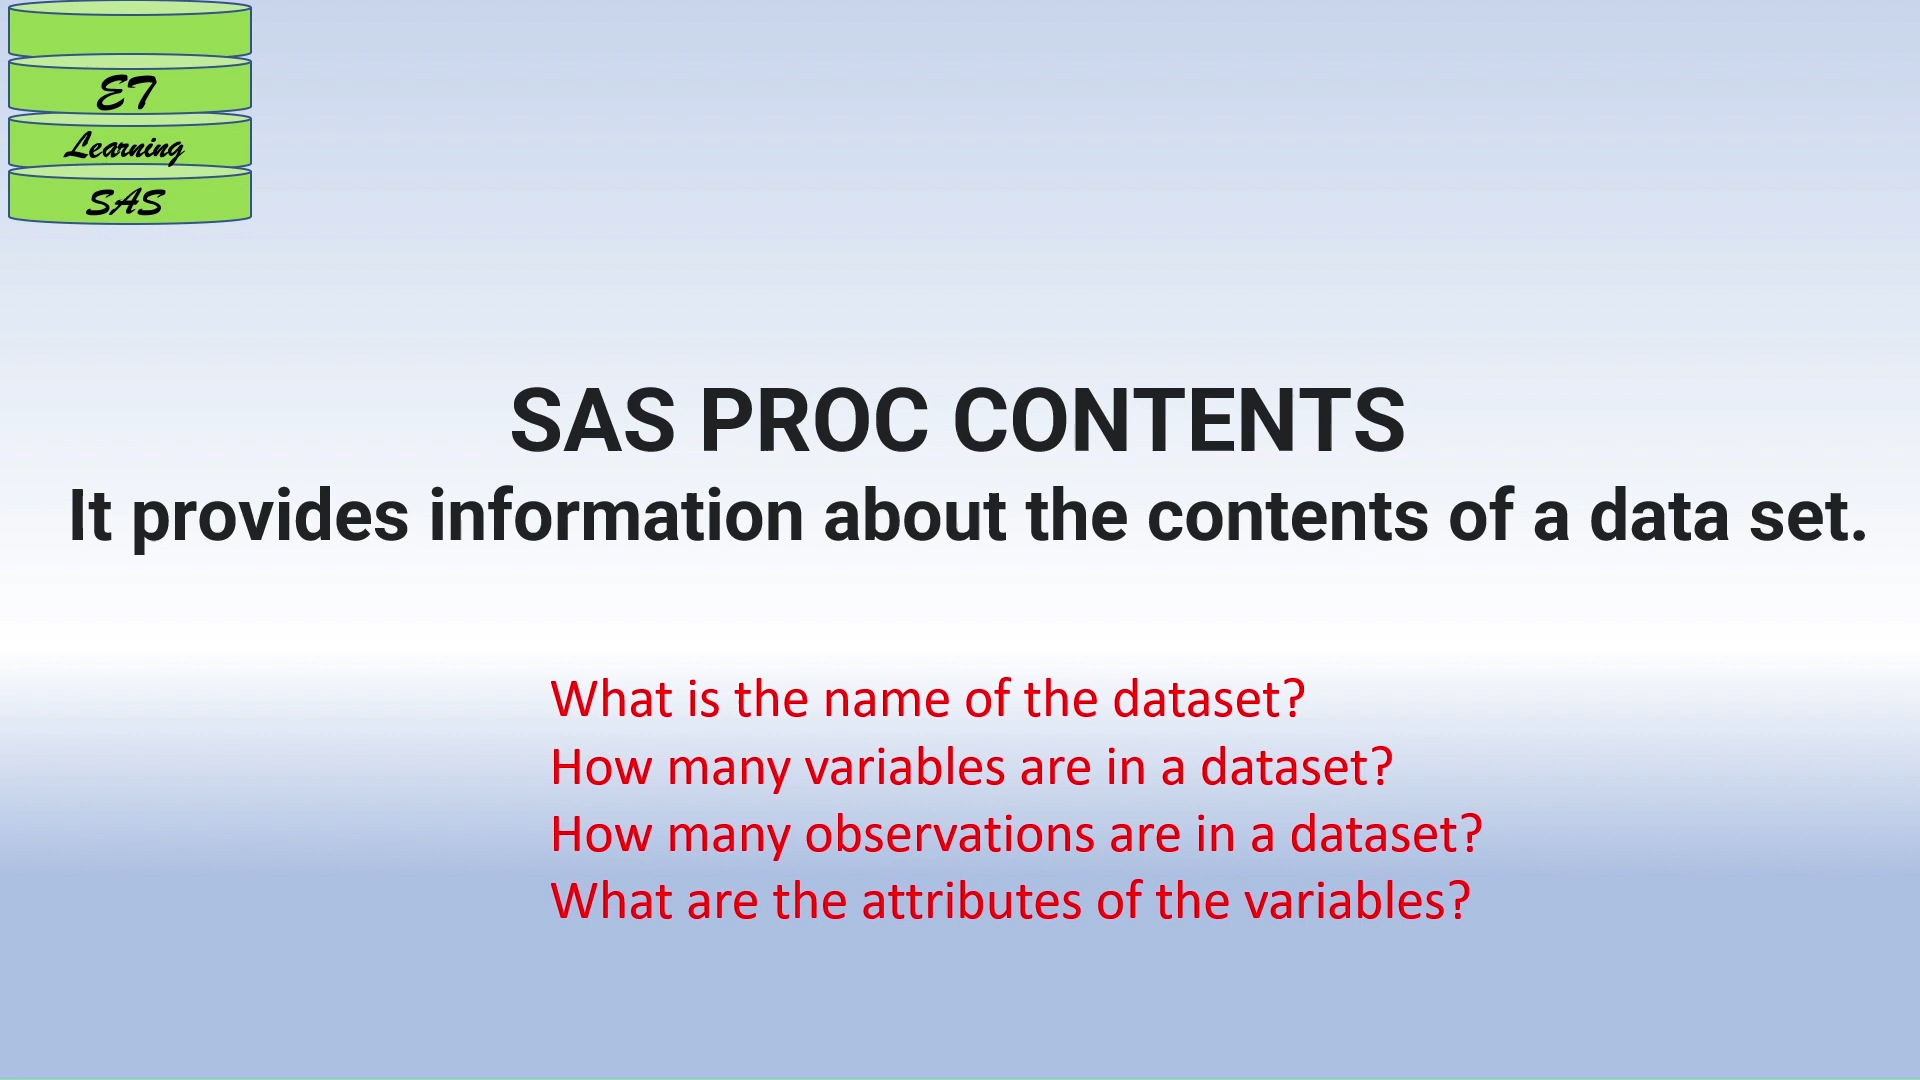 ET
Learning
SAS
SAS PROC CONTENTS
It provides information about the contents of a data set.
What is the name of the dataset?
How many variables are in a dataset?
How many observations are in a dataset?
What are the attributes of the variables?